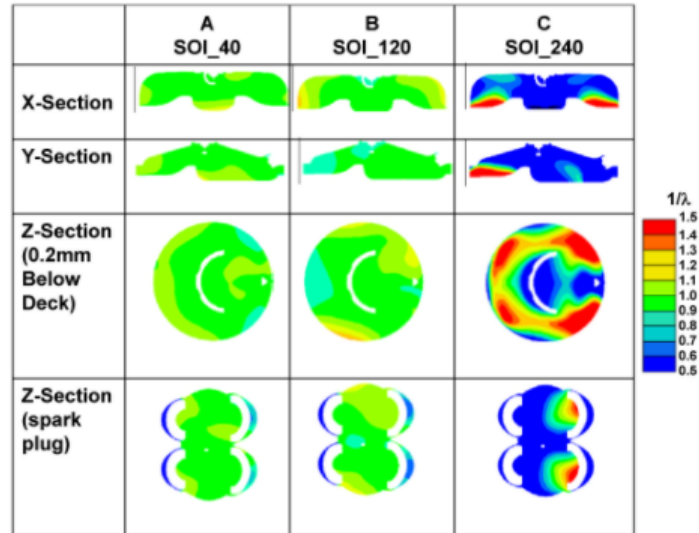 A
SOI_40
B
SOI_120
C
SOI_240
X-Section
Y-Section
Z-Section
(0.2mm
Below
Deck)
Z-Section
(spark
plug)
1/λ
1.5
1.4
1.3
1.2
1.1
1.0
0.9
0.8
0.7
0.6
0.5